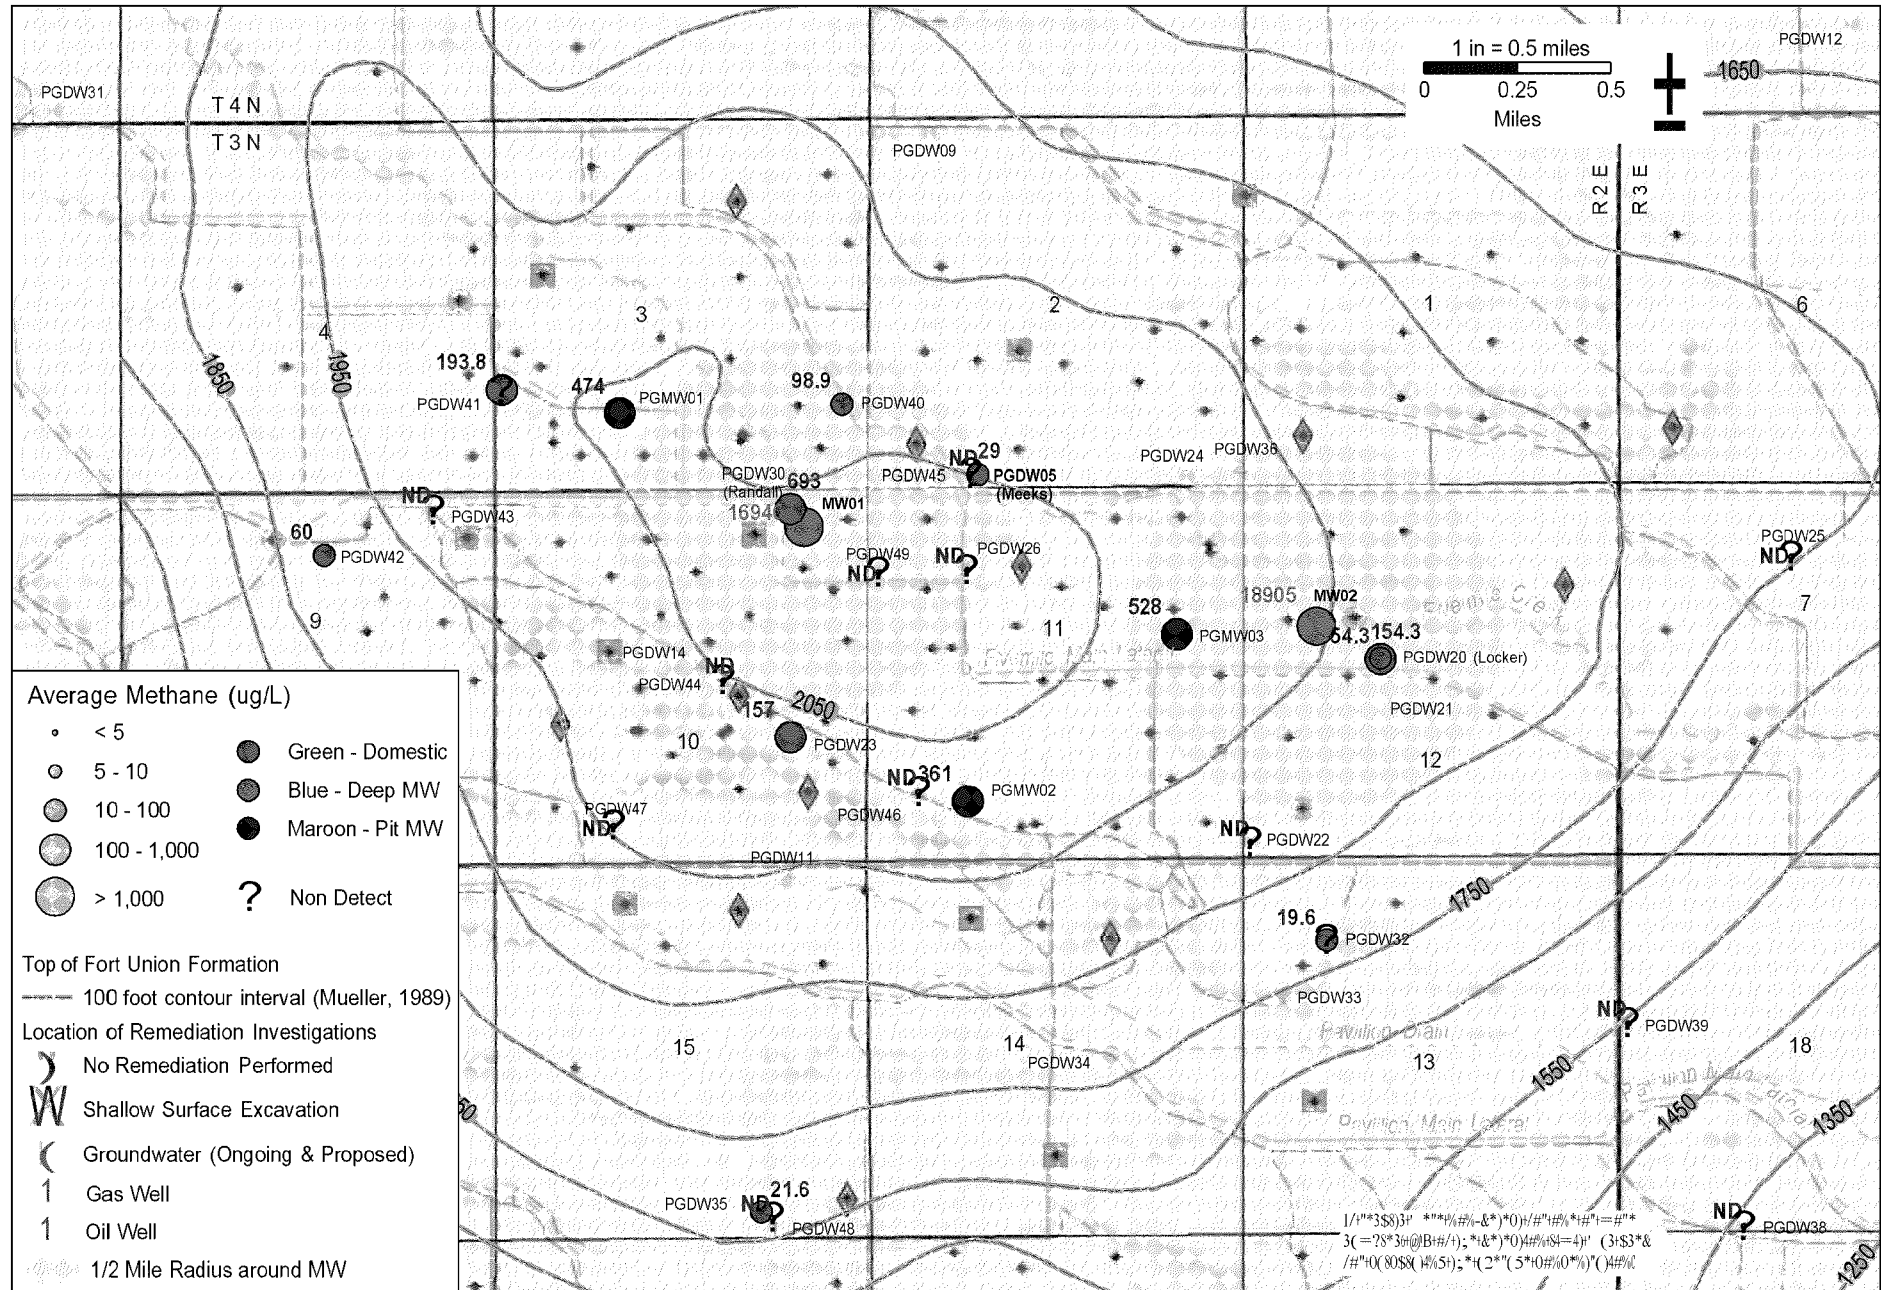 PGDW12
1 in = 0.5 miles
0 0.25 0.5
Miles
1650
PGDW31
T 4 N
T 3 N
PGDW09
R 2 E
R 3 E
3
2
1
6
4
1850
1950
193.8
PGDW41
474
PGMW01
98.9
PGDW40
PGDW24
PGDW36
ND 29
PGDW45
PGDW05
(Meeks)
PGDW30
(Randall)
693
MW01
ND
PGDW43
60
PGDW42
PGDW49
ND
ND
PGDW26
PGDW25
ND
18905
MW02
528
PGMW03
54.3 154.3
PGDW20 (Locker)
9
11
7
PGDW14
ND
PGDW44
2050
157
PGDW23
PGDW21
10
12
ND 361
PGMW02
PGDW46
PGDW47
ND
PGDW11
ND
PGDW22
1750
19.6
PGDW32
PGDW33
ND
PGDW39
15
14
13
18
PGDW34
1550
1450
1350
1250
Pavillion Main Lateral
PGDW35
ND 21.6
PGDW48
ND
PGDW38
Average Methane (ug/L)
< 5
5 - 10
10 - 100
100 - 1,000
> 1,000
Green - Domestic
Blue - Deep MW
Maroon - Pit MW
? Non Detect
Top of Fort Union Formation
100 foot contour interval (Mueller, 1989)
Location of Remediation Investigations
No Remediation Performed
W Shallow Surface Excavation
Groundwater (Ongoing & Proposed)
1 Gas Well
1 Oil Well
1/2 Mile Radius around MW